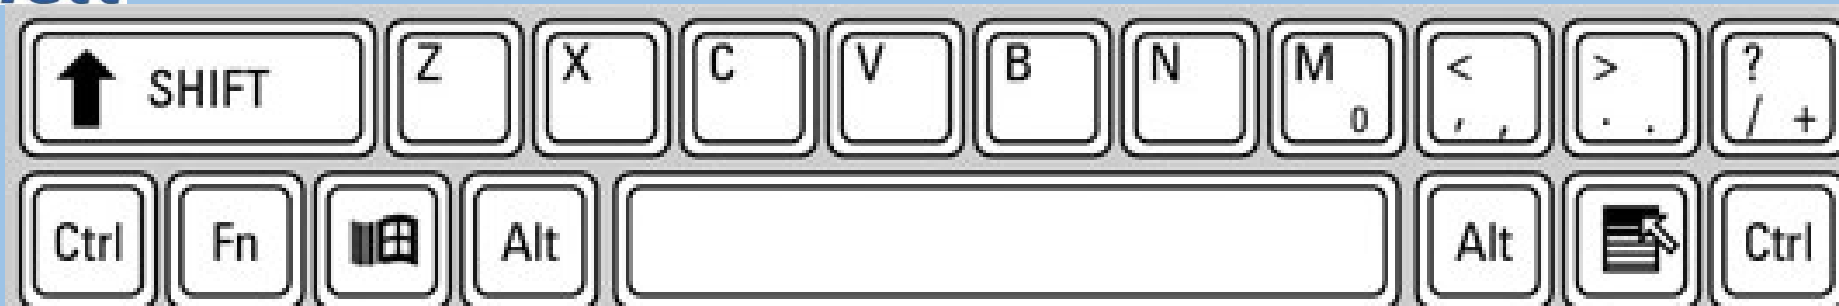 SHIFT Z X C V B N M 0 < , , > . . ? / +
Ctrl Fn Alt Alt Ctrl